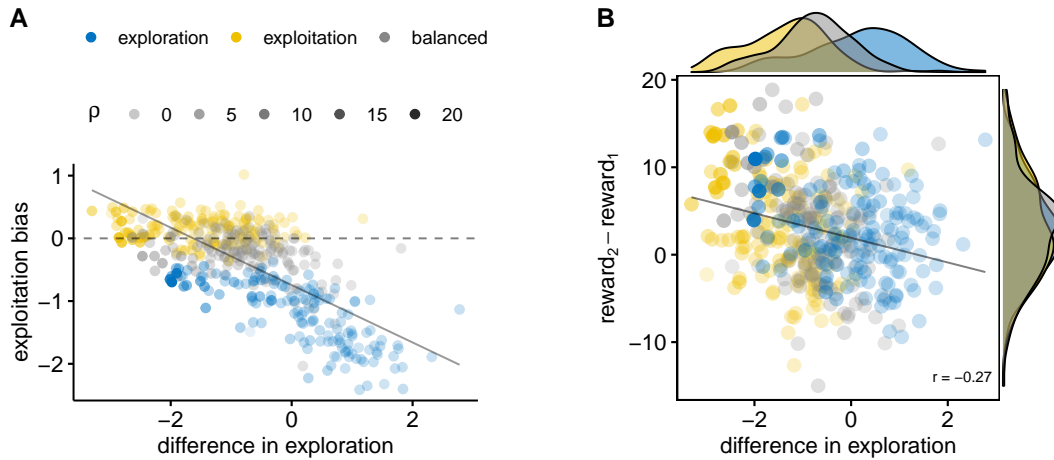 A
exploration exploitation balanced
ρ 0 5 10 15 20
exploitation bias
1
0
−1
−2
−2 0 2
difference in exploration
B
reward2 − reward1
20
10
0
−10
r = −0.27
−2 0 2
difference in exploration